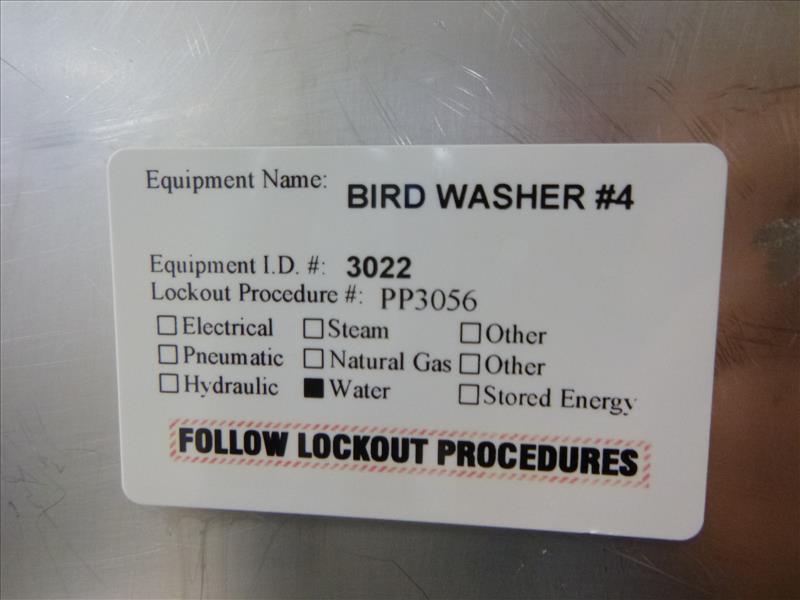 Equipment Name: BIRD WASHER #4
Equipment I.D. #: 3022
Lockout Procedure #: PP3056
Electrical Steam Other
Pneumatic Natural Gas Other
Hydraulic Water Stored Energy
FOLLOW LOCKOUT PROCEDURES